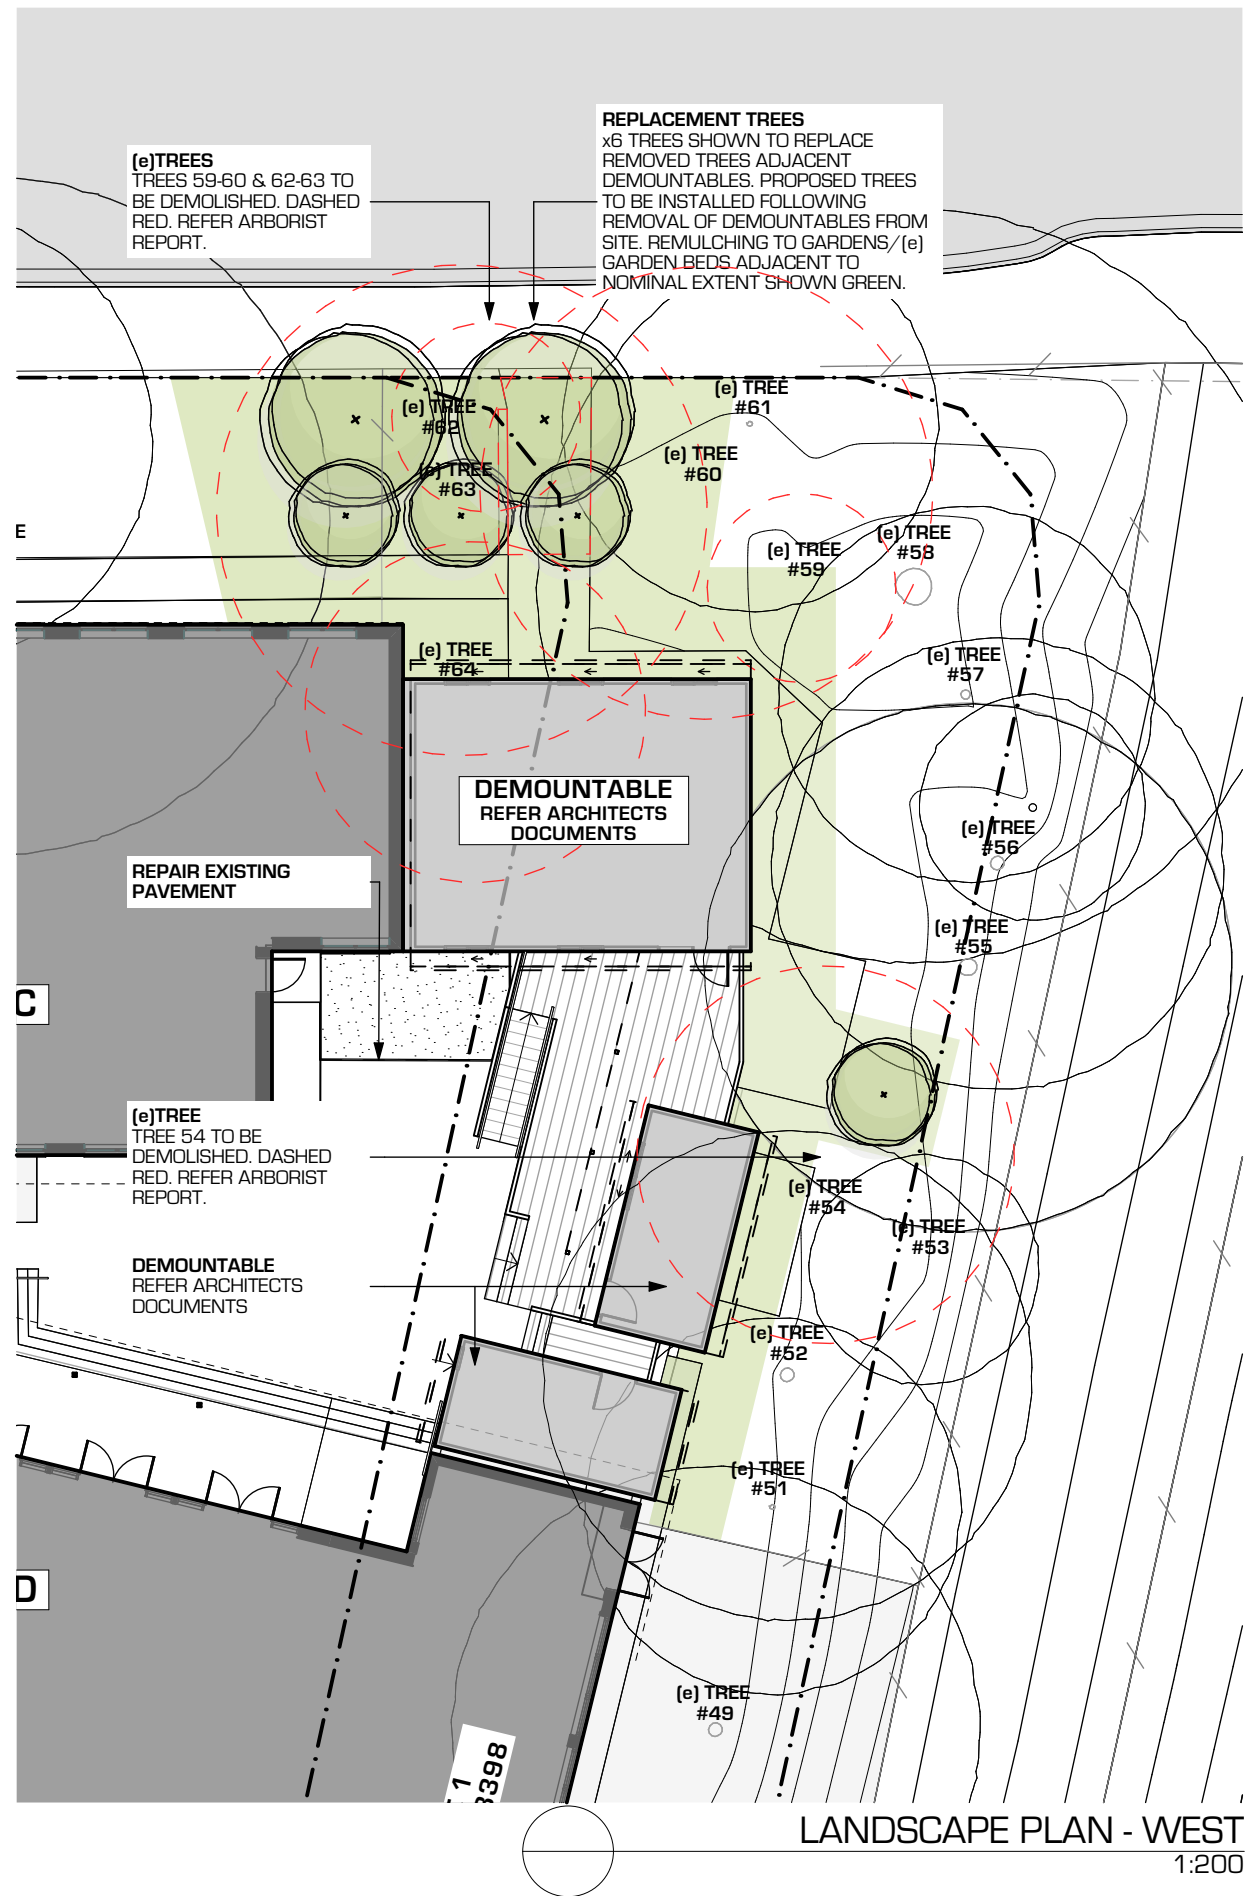 (e)TREES
TREES 59-60 & 62-63 TO
BE DEMOLISHED. DASHED
RED. REFER ARBORIST
REPORT.
REPLACEMENT TREES
x6 TREES SHOWN TO REPLACE
REMOVED TREES ADJACENT
DEMOUNTABLES. PROPOSED TREES
TO BE INSTALLED FOLLOWING
REMOVAL OF DEMOUNTABLES FROM
SITE. REMULCHING TO GARDENS/(e)
GARDEN BEDS ADJACENT TO
NOMINAL EXTENT SHOWN GREEN.
(e) TREE
#61
(e) TREE
#62
(e) TREE
#60
(e) TREE
#63
E
(e) TREE
#58
(e) TREE
#59
(e) TREE
#64
(e) TREE
#57
DEMOUNTABLE
REFER ARCHITECTS
DOCUMENTS
(e) TREE
#56
REPAIR EXISTING
PAVEMENT
(e) TREE
#55
C
(e)TREE
TREE 54 TO BE
DEMOLISHED. DASHED
RED. REFER ARBORIST
REPORT.
(e) TREE
#54
(e) TREE
#53
DEMOUNTABLE
REFER ARCHITECTS
DOCUMENTS
(e) TREE
#52
(e) TREE
#51
D
(e) TREE
#49
1
3398
LANDSCAPE PLAN - WEST
1:200